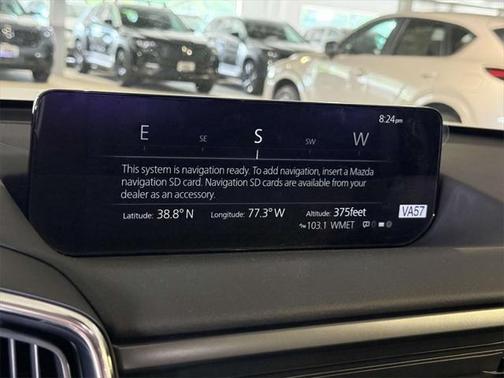 8:24pm
E SE S SW W
This system is navigation ready. To add navigation, insert a Mazda
navigation SD card. Navigation SD cards are available from your
dealer as an accessory.
Latitude: 38.8° N Longitude: 77.3° W Altitude: 375feet
VA57
103.1 WMET